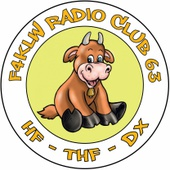 F4KLW RADIO CLUB 63
HF - THF - DX